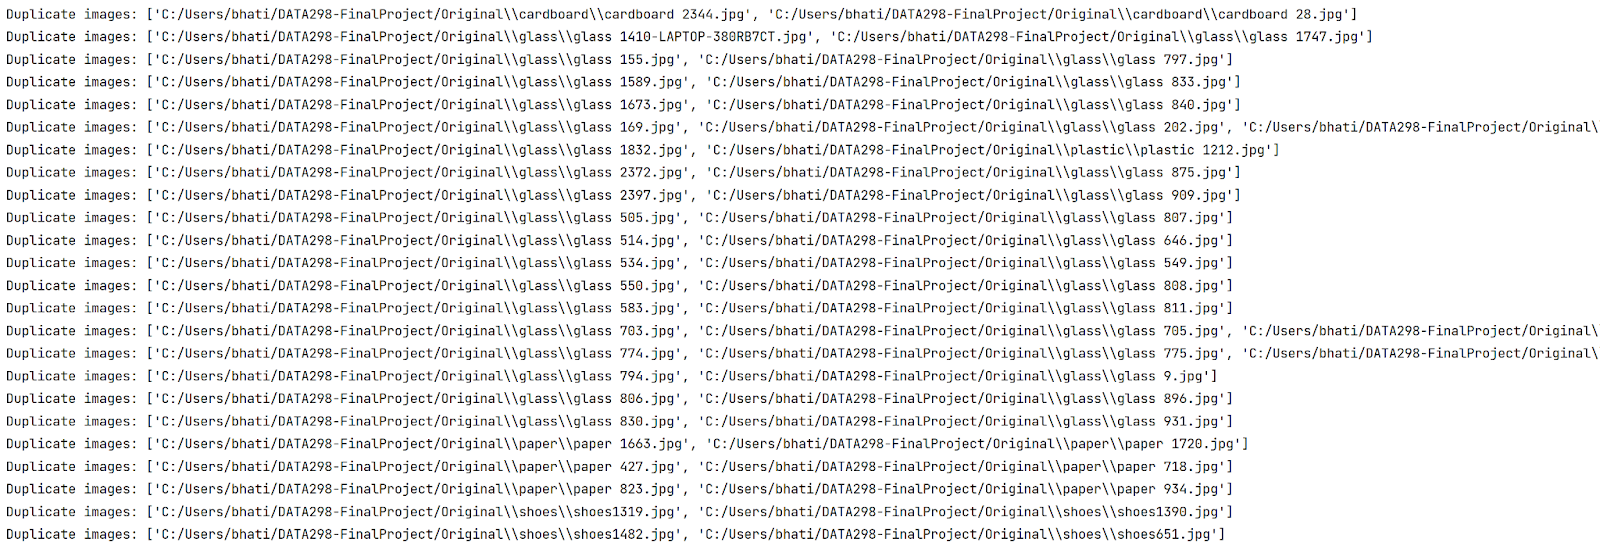 Duplicate images: ['C:/Users/bhati/DATA298-FinalProject/Original\\cardboard\\cardboard 2344.jpg', 'C:/Users/bhati/DATA298-FinalProject/Original\\cardboard\\cardboard 28.jpg']
Duplicate images: ['C:/Users/bhati/DATA298-FinalProject/Original\\glass\\glass 1410-LAPTOP-380RB7CT.jpg', 'C:/Users/bhati/DATA298-FinalProject/Original\\glass\\glass 1747.jpg']
Duplicate images: ['C:/Users/bhati/DATA298-FinalProject/Original\\glass\\glass 155.jpg', 'C:/Users/bhati/DATA298-FinalProject/Original\\glass\\glass 797.jpg']
Duplicate images: ['C:/Users/bhati/DATA298-FinalProject/Original\\glass\\glass 1589.jpg', 'C:/Users/bhati/DATA298-FinalProject/Original\\glass\\glass 833.jpg']
Duplicate images: ['C:/Users/bhati/DATA298-FinalProject/Original\\glass\\glass 1673.jpg', 'C:/Users/bhati/DATA298-FinalProject/Original\\glass\\glass 840.jpg']
Duplicate images: ['C:/Users/bhati/DATA298-FinalProject/Original\\glass\\glass 169.jpg', 'C:/Users/bhati/DATA298-FinalProject/Original\\glass\\glass 202.jpg', 'C:/Users/bhati/DATA298-FinalProject/Original\
Duplicate images: ['C:/Users/bhati/DATA298-FinalProject/Original\\glass\\glass 1832.jpg', 'C:/Users/bhati/DATA298-FinalProject/Original\\plastic\\plastic 1212.jpg']
Duplicate images: ['C:/Users/bhati/DATA298-FinalProject/Original\\glass\\glass 2372.jpg', 'C:/Users/bhati/DATA298-FinalProject/Original\\glass\\glass 875.jpg']
Duplicate images: ['C:/Users/bhati/DATA298-FinalProject/Original\\glass\\glass 2397.jpg', 'C:/Users/bhati/DATA298-FinalProject/Original\\glass\\glass 909.jpg']
Duplicate images: ['C:/Users/bhati/DATA298-FinalProject/Original\\glass\\glass 505.jpg', 'C:/Users/bhati/DATA298-FinalProject/Original\\glass\\glass 807.jpg']
Duplicate images: ['C:/Users/bhati/DATA298-FinalProject/Original\\glass\\glass 514.jpg', 'C:/Users/bhati/DATA298-FinalProject/Original\\glass\\glass 646.jpg']
Duplicate images: ['C:/Users/bhati/DATA298-FinalProject/Original\\glass\\glass 534.jpg', 'C:/Users/bhati/DATA298-FinalProject/Original\\glass\\glass 549.jpg']
Duplicate images: ['C:/Users/bhati/DATA298-FinalProject/Original\\glass\\glass 550.jpg', 'C:/Users/bhati/DATA298-FinalProject/Original\\glass\\glass 808.jpg']
Duplicate images: ['C:/Users/bhati/DATA298-FinalProject/Original\\glass\\glass 583.jpg', 'C:/Users/bhati/DATA298-FinalProject/Original\\glass\\glass 811.jpg']
Duplicate images: ['C:/Users/bhati/DATA298-FinalProject/Original\\glass\\glass 703.jpg', 'C:/Users/bhati/DATA298-FinalProject/Original\\glass\\glass 705.jpg', 'C:/Users/bhati/DATA298-FinalProject/Original\
Duplicate images: ['C:/Users/bhati/DATA298-FinalProject/Original\\glass\\glass 774.jpg', 'C:/Users/bhati/DATA298-FinalProject/Original\\glass\\glass 775.jpg', 'C:/Users/bhati/DATA298-FinalProject/Original\
Duplicate images: ['C:/Users/bhati/DATA298-FinalProject/Original\\glass\\glass 794.jpg', 'C:/Users/bhati/DATA298-FinalProject/Original\\glass\\glass 9.jpg']
Duplicate images: ['C:/Users/bhati/DATA298-FinalProject/Original\\glass\\glass 806.jpg', 'C:/Users/bhati/DATA298-FinalProject/Original\\glass\\glass 896.jpg']
Duplicate images: ['C:/Users/bhati/DATA298-FinalProject/Original\\glass\\glass 830.jpg', 'C:/Users/bhati/DATA298-FinalProject/Original\\glass\\glass 931.jpg']
Duplicate images: ['C:/Users/bhati/DATA298-FinalProject/Original\\paper\\paper 1663.jpg', 'C:/Users/bhati/DATA298-FinalProject/Original\\paper\\paper 1720.jpg']
Duplicate images: ['C:/Users/bhati/DATA298-FinalProject/Original\\paper\\paper 427.jpg', 'C:/Users/bhati/DATA298-FinalProject/Original\\paper\\paper 718.jpg']
Duplicate images: ['C:/Users/bhati/DATA298-FinalProject/Original\\paper\\paper 823.jpg', 'C:/Users/bhati/DATA298-FinalProject/Original\\paper\\paper 934.jpg']
Duplicate images: ['C:/Users/bhati/DATA298-FinalProject/Original\\shoes\\shoes1319.jpg', 'C:/Users/bhati/DATA298-FinalProject/Original\\shoes\\shoes1390.jpg']
Duplicate images: ['C:/Users/bhati/DATA298-FinalProject/Original\\shoes\\shoes1482.jpg', 'C:/Users/bhati/DATA298-FinalProject/Original\\shoes\\shoes651.jpg']